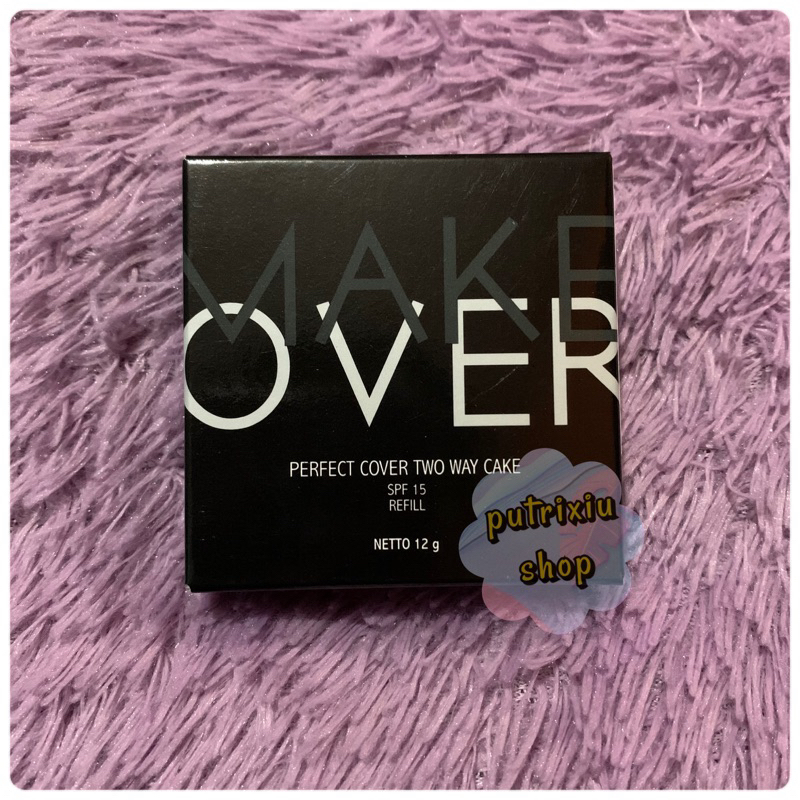 MAKE
OVER
PERFECT COVER TWO WAY CAKE
SPF 15
REFILL
NETTO 12 g
putrixiu
shop